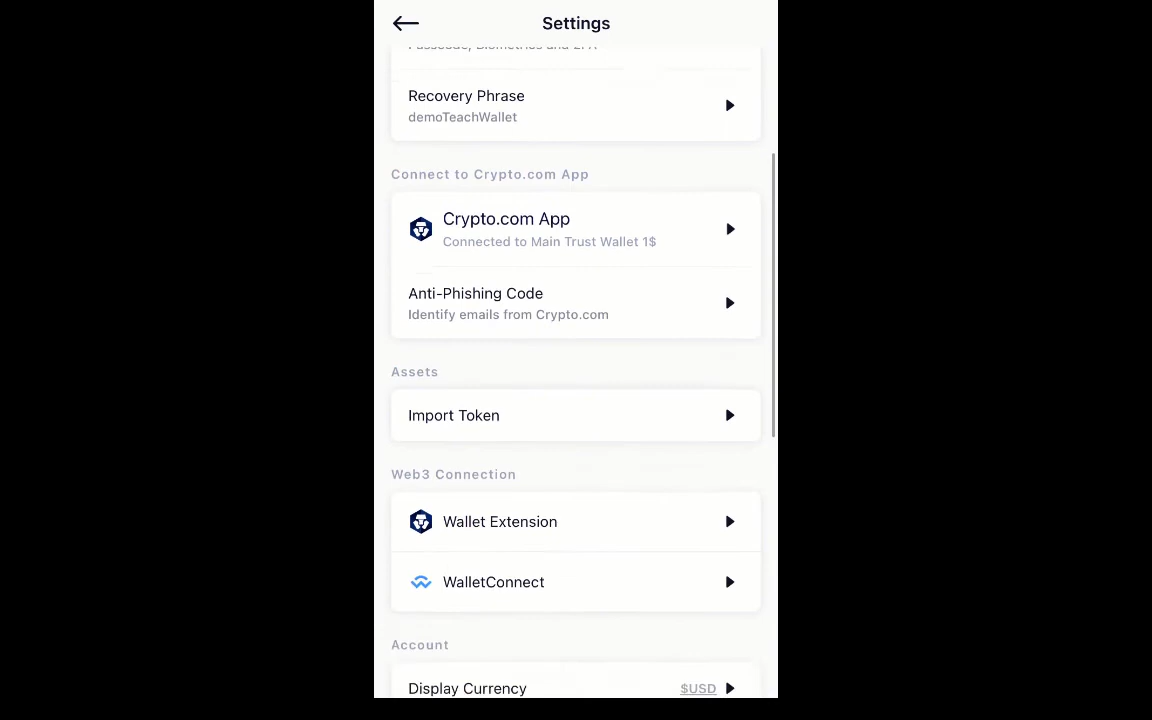 Settings
Passcode, Biometrics and 2FA
Recovery Phrase
demoTeachWallet
Connect to Crypto.com App
Crypto.com App
Connected to Main Trust Wallet 1$
Anti-Phishing Code
Identify emails from Crypto.com
Assets
Import Token
Web3 Connection
Wallet Extension
WalletConnect
Account
Display Currency $USD